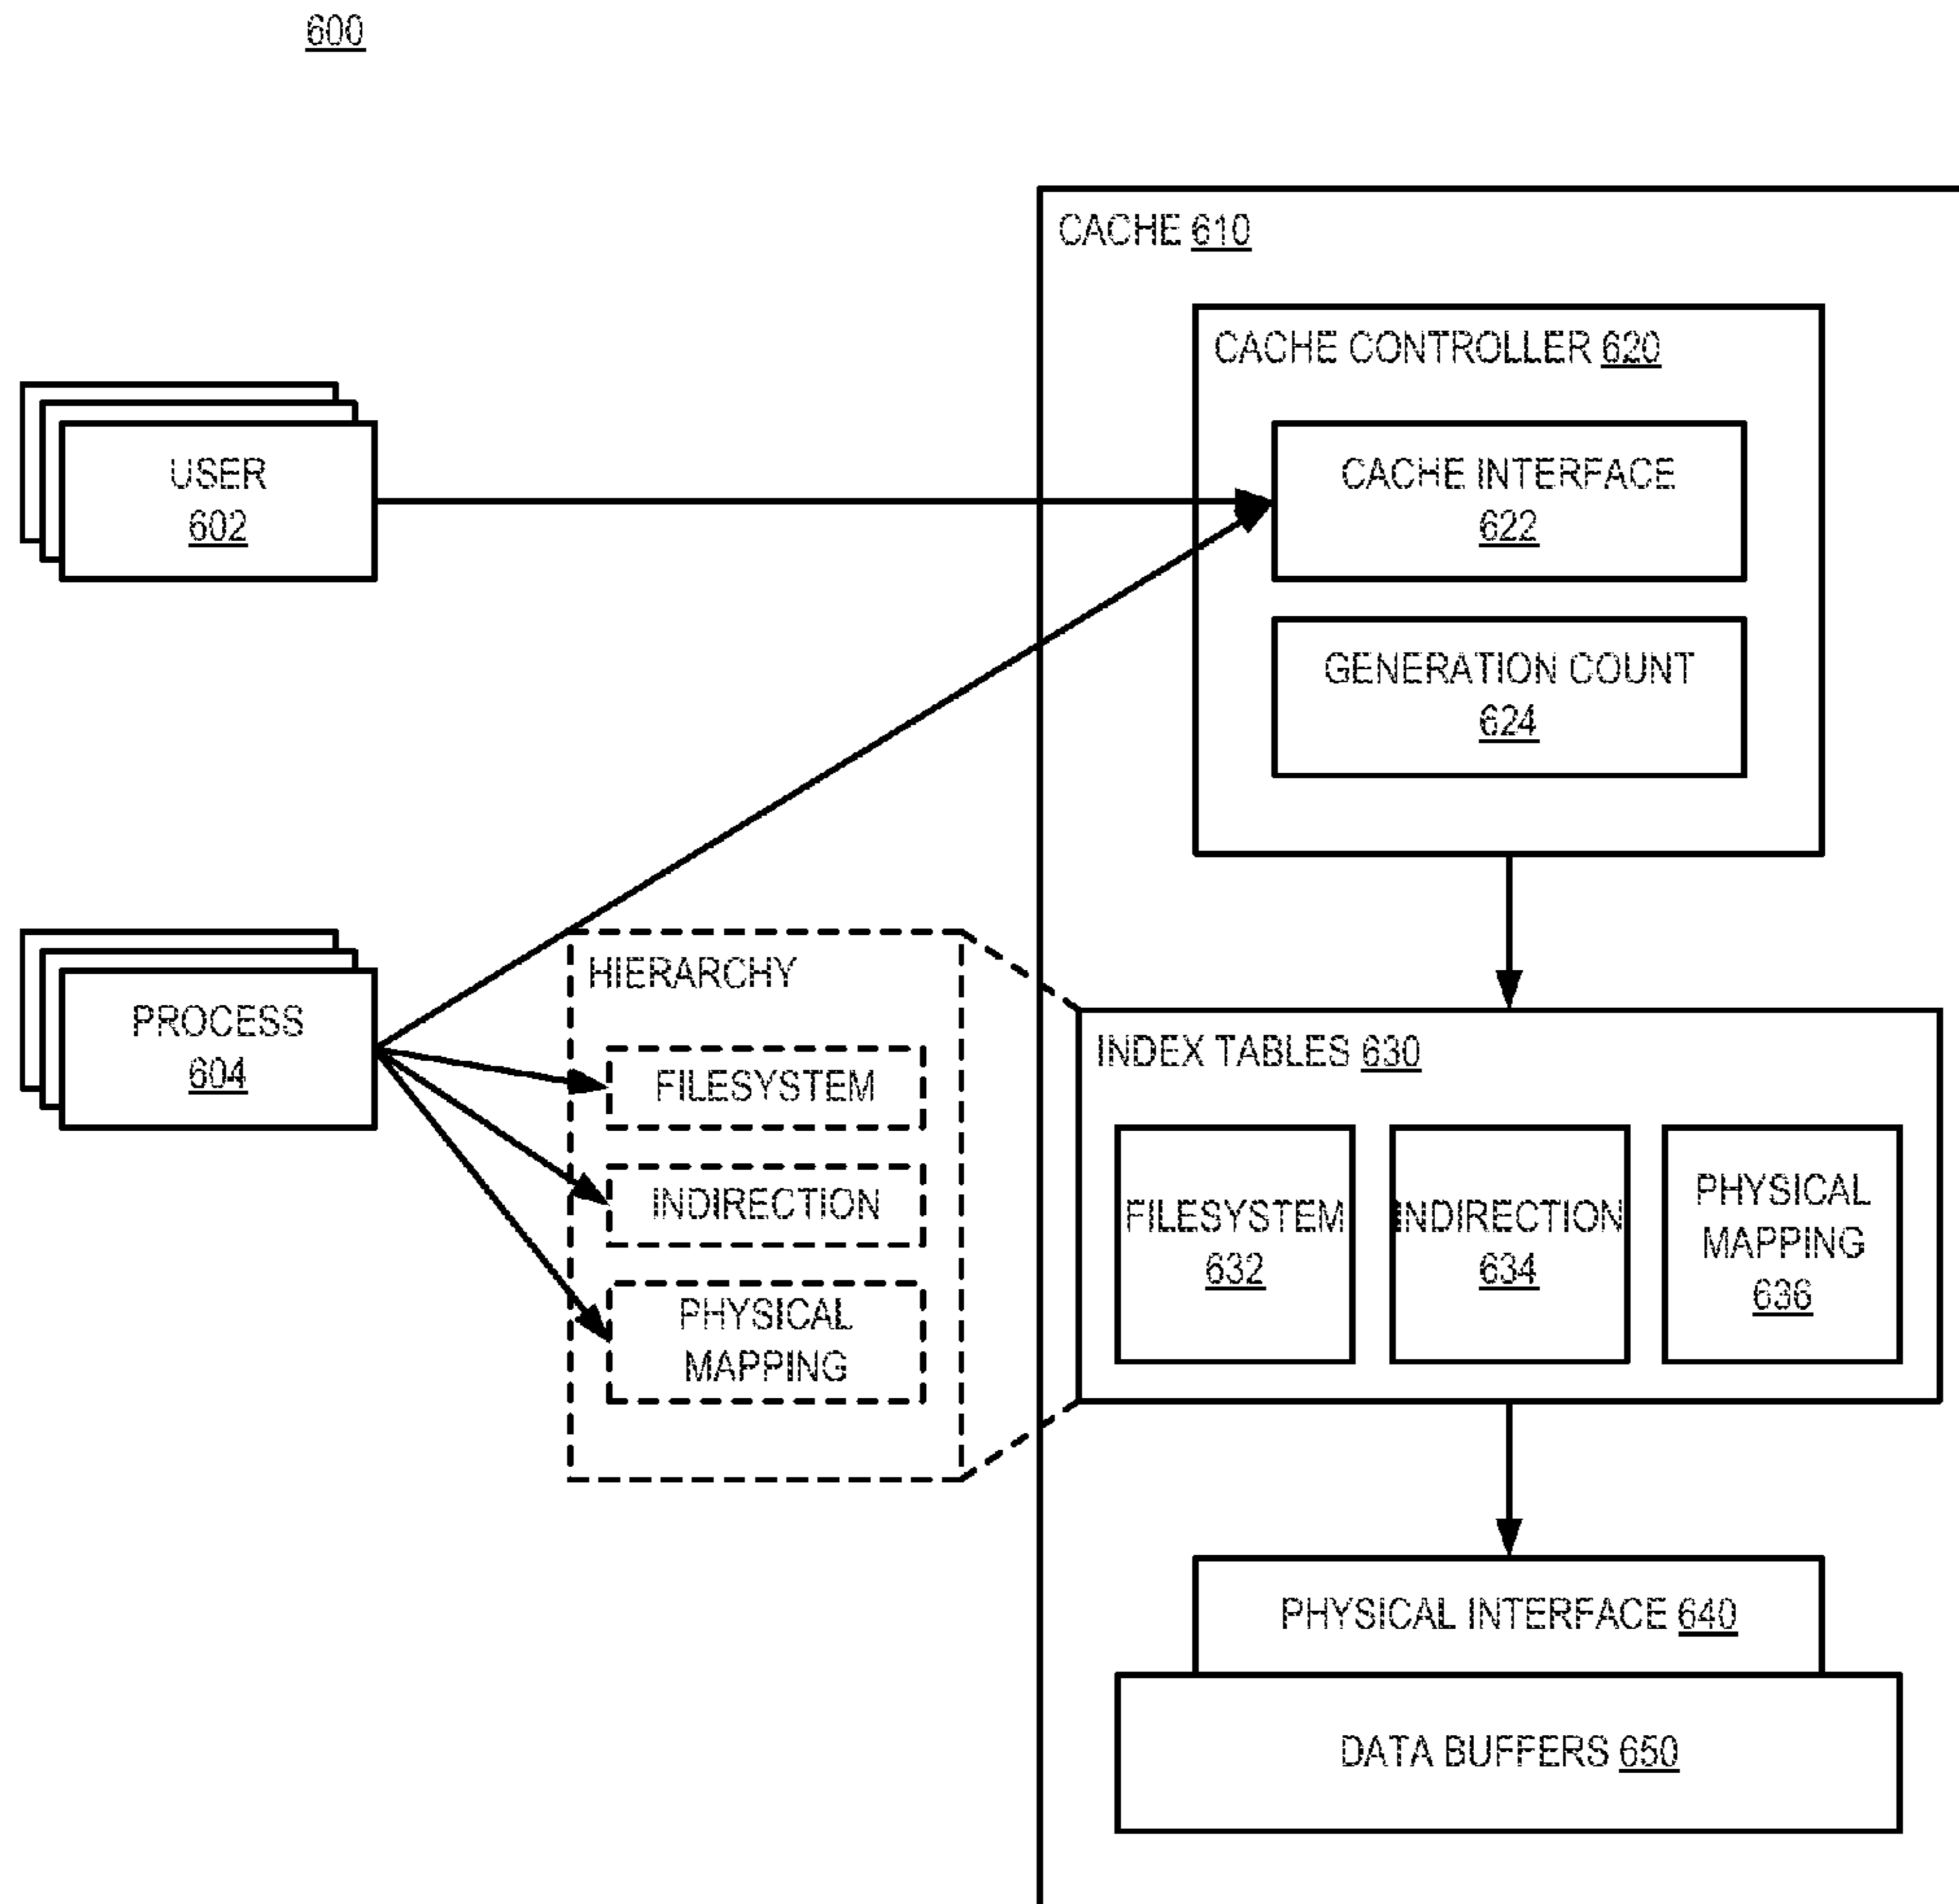 600
CACHE 610
CACHE CONTROLLER 620
USER
602
CACHE INTERFACE
622
GENERATION COUNT
624
PROCESS
604
HIERARCHY
FILESYSTEM
INDIRECTION
PHYSICAL
MAPPING
INDEX TABLES 630
FILESYSTEM
632
INDIRECTION
634
PHYSICAL
MAPPING
636
PHYSICAL INTERFACE 640
DATA BUFFERS 650